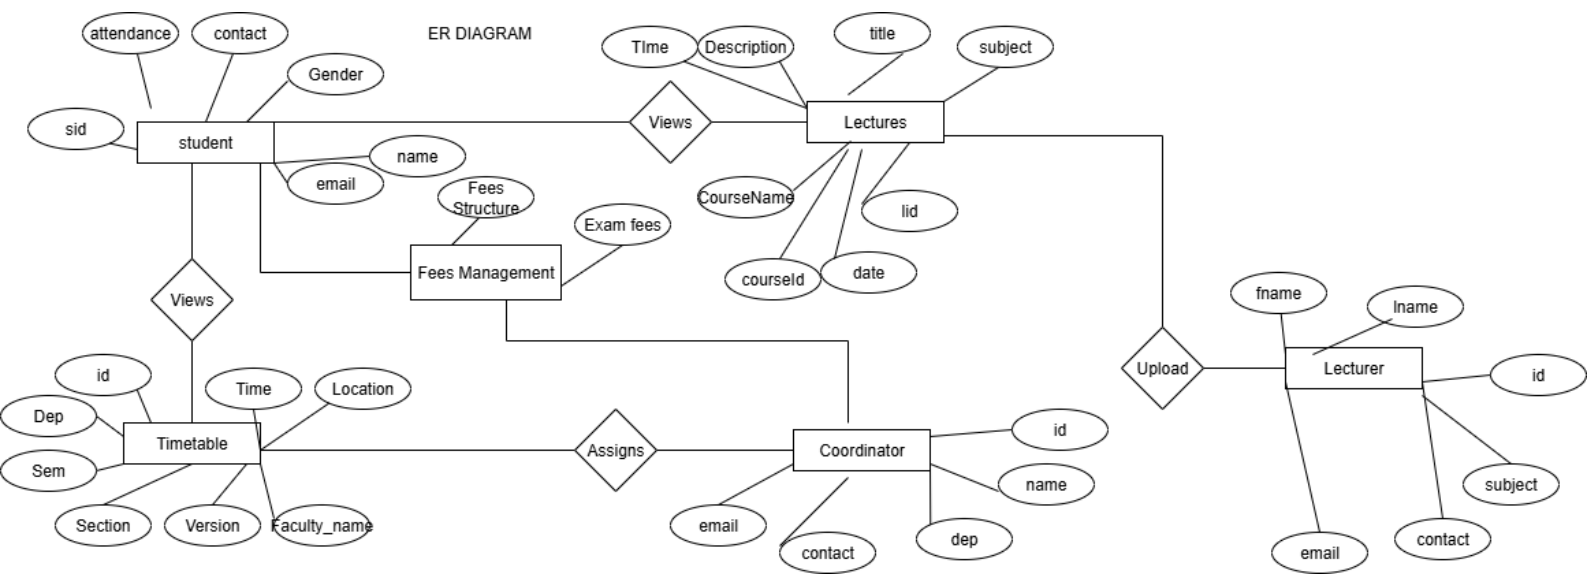 ER DIAGRAM
attendance
contact
Gender
sid
student
name
email
Views
TIme
Description
title
subject
Lectures
CourseName
lid
courseId
date
Fees
Structure
Exam fees
Fees Management
Views
id
Time
Location
Dep
Timetable
Sem
Section
Version
Faculty_name
Assigns
Coordinator
id
name
email
contact
dep
Upload
fname
lname
Lecturer
id
subject
contact
email